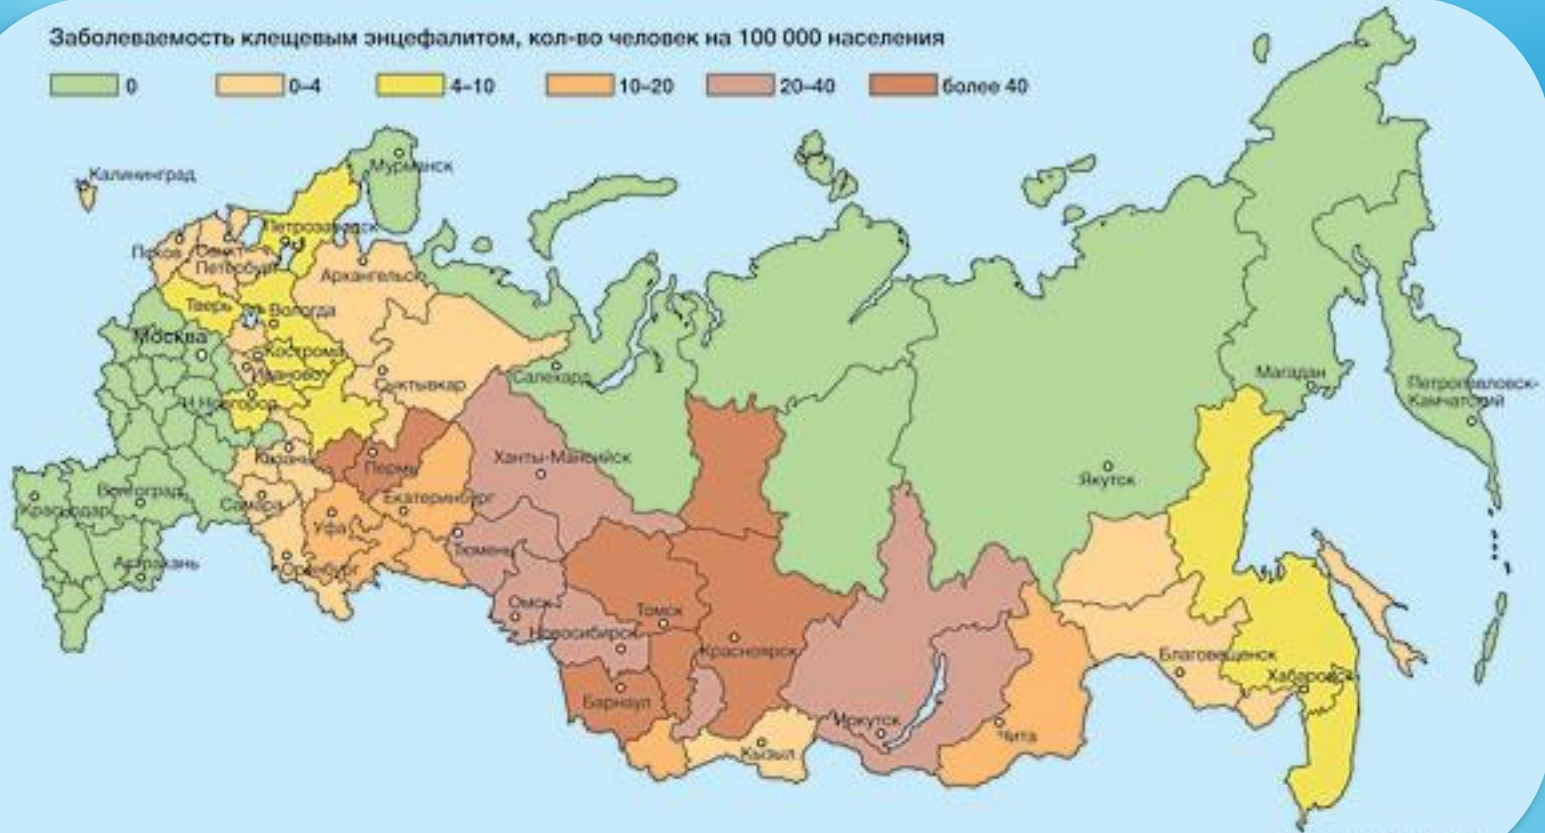 Заболеваемость клещевым энцефалитом, кол-во человек на 100 000 населения
0
0–4
4–10
10–20
20–40
более 40
Мурманск
Калининград
Петрозаводск
Псков
Санкт-
Петербург
Архангельск
Тверь
Вологда
Москва
Кострома
Иваново
Сыктывкар
Салехард
Магадан
Петропавловск-
Камчатский
Н.Новгород
Казань
Пермь
Ханты-Мансийск
Якутск
Волгоград
Краснодар
Самара
Екатеринбург
Уфа
Тюмень
Астрахань
Оренбург
Омск
Томск
Новосибирск
Красноярск
Благовещенск
Хабаровск
Барнаул
Иркутск
Чита
Кызыл